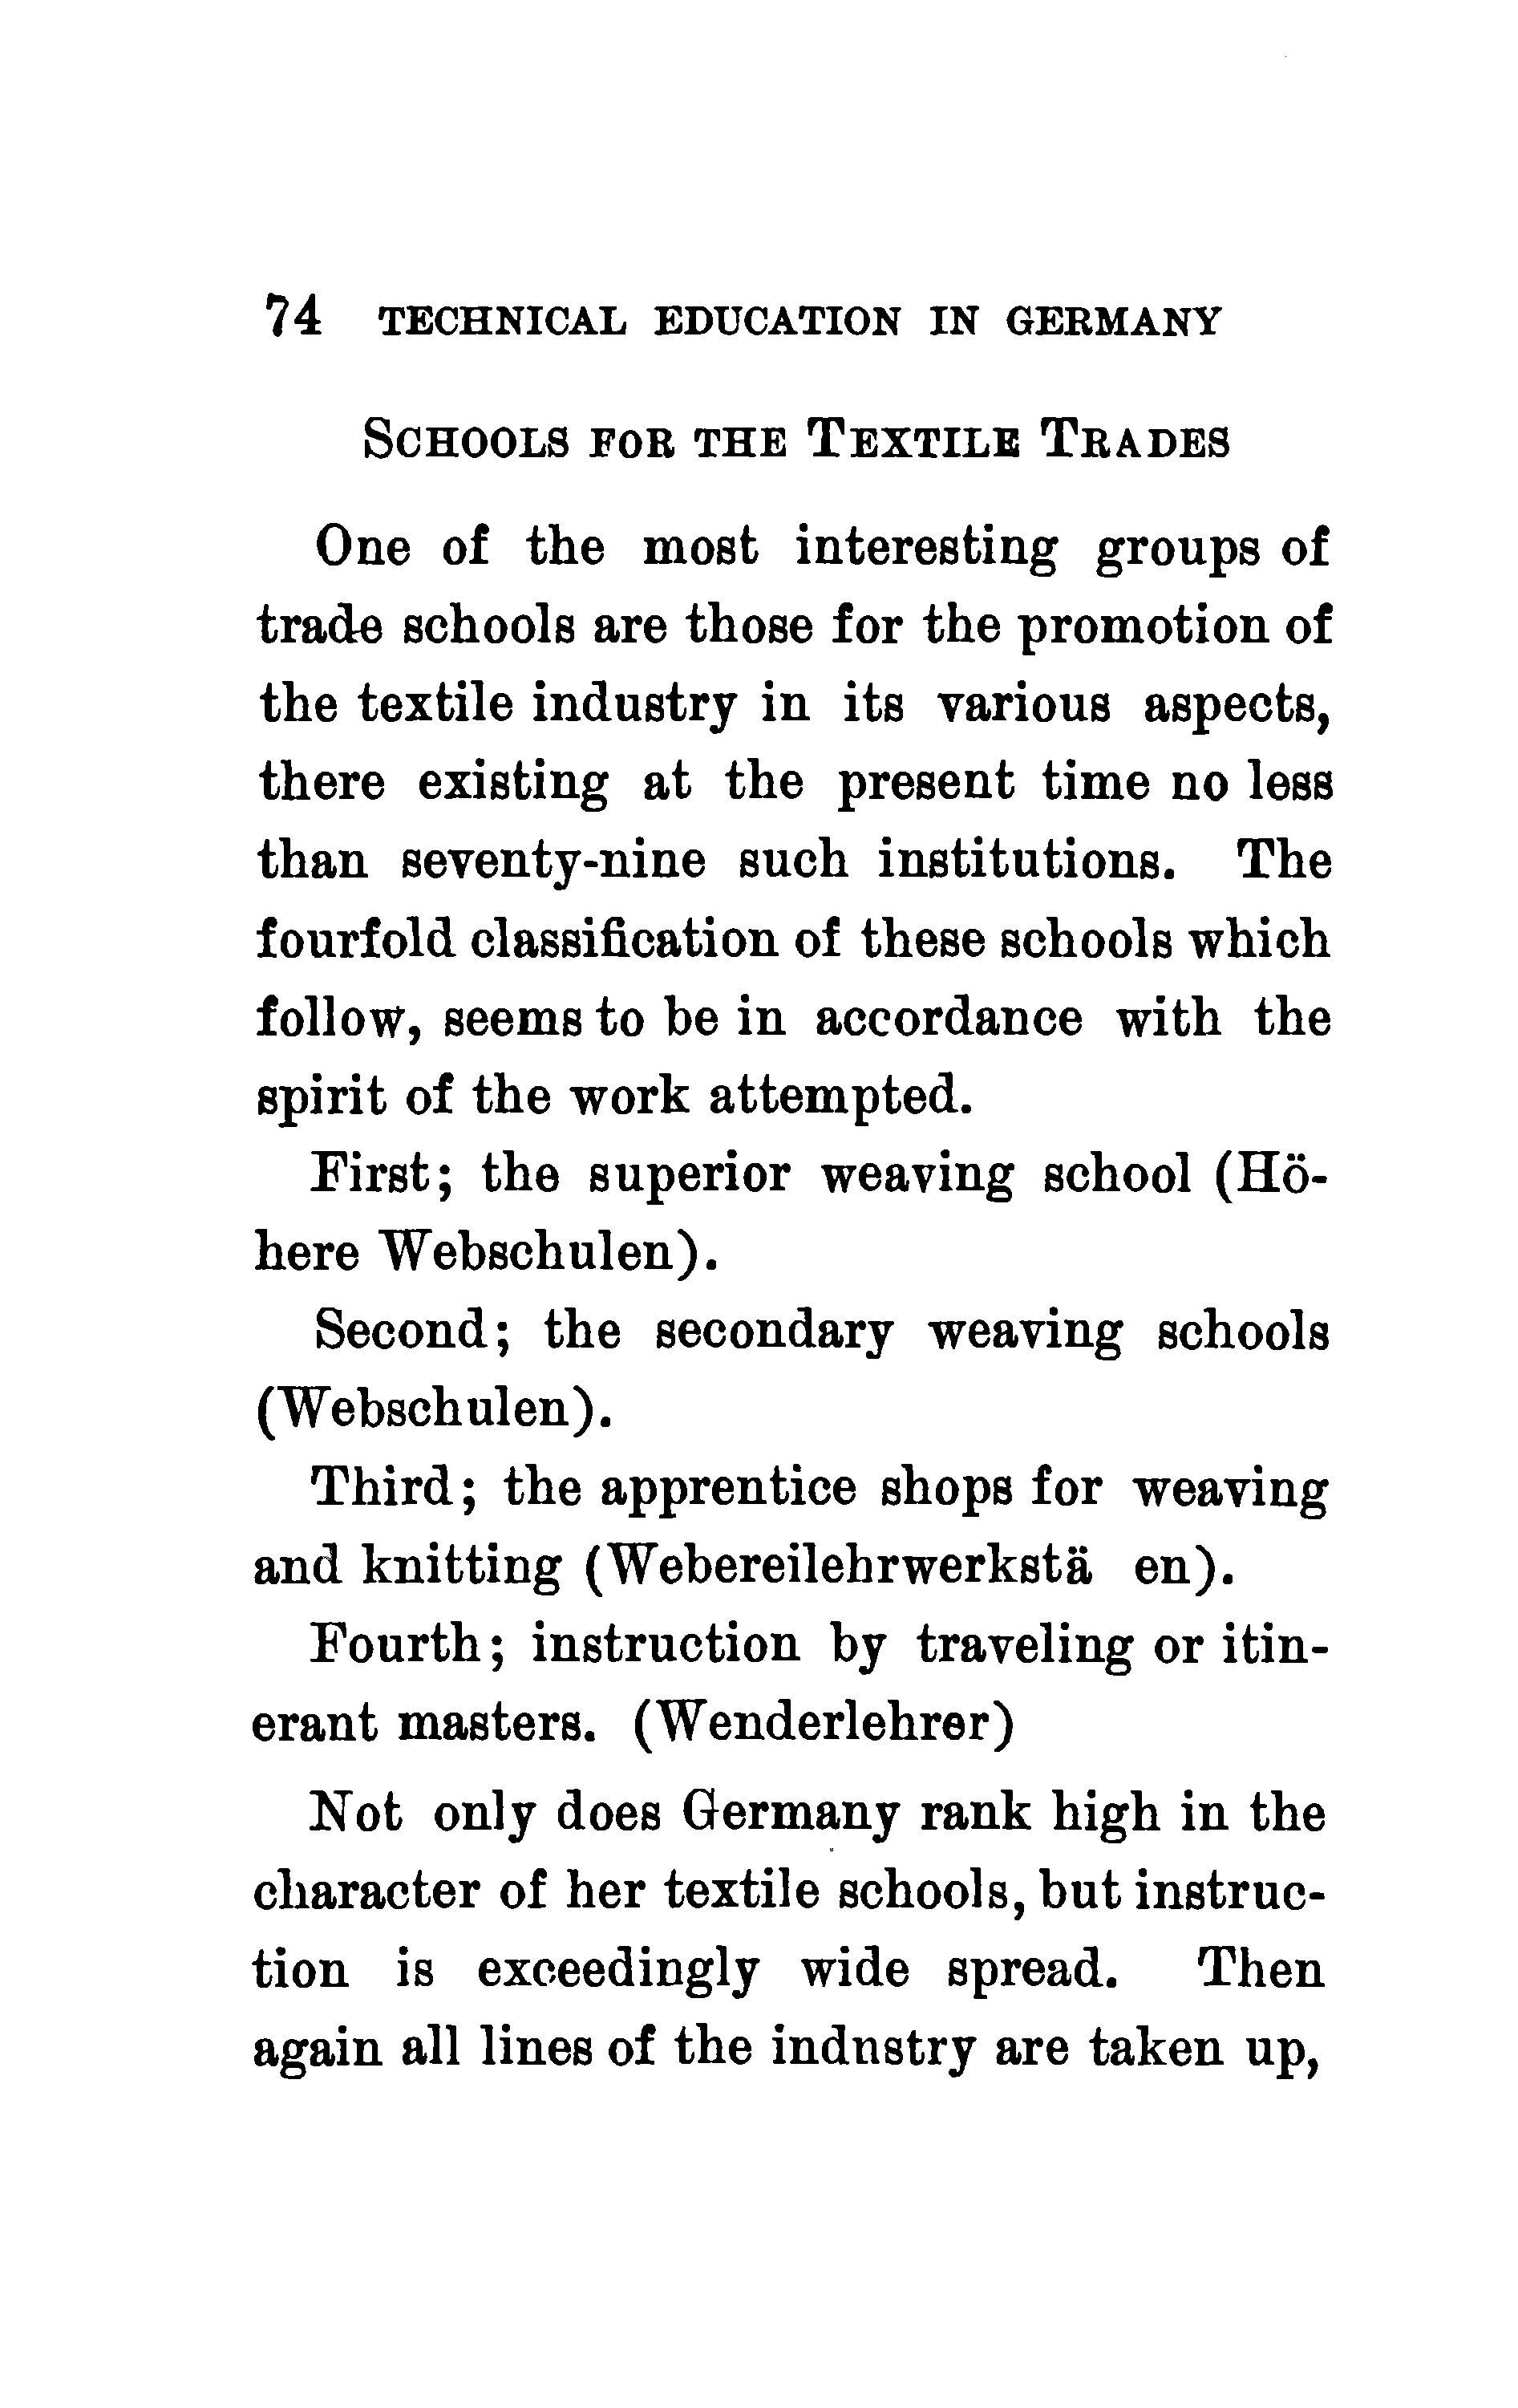 74 TECHNICAL EDUCATION IN GERMANY
SCHOOLS FOR THE TEXTILE TRADES
One of the most interesting groups of
trade schools are those for the promotion of
the textile industry in its various aspects,
there existing at the present time no less
than seventy-nine such institutions. The
fourfold classification of these schools which
follow, seems to be in accordance with the
spirit of the work attempted.
First; the superior weaving school (Hö-
here Webschulen).
Second; the secondary weaving schools
(Webschulen).
Third; the apprentice shops for weaving
and knitting (Webereilehrwerkstä en).
Fourth; instruction by traveling or itin-
erant masters. (Wenderlehrer)
Not only does Germany rank high in the
character of her textile schools, but instruc-
tion is exceedingly wide spread. Then
again all lines of the indnstry are taken up,